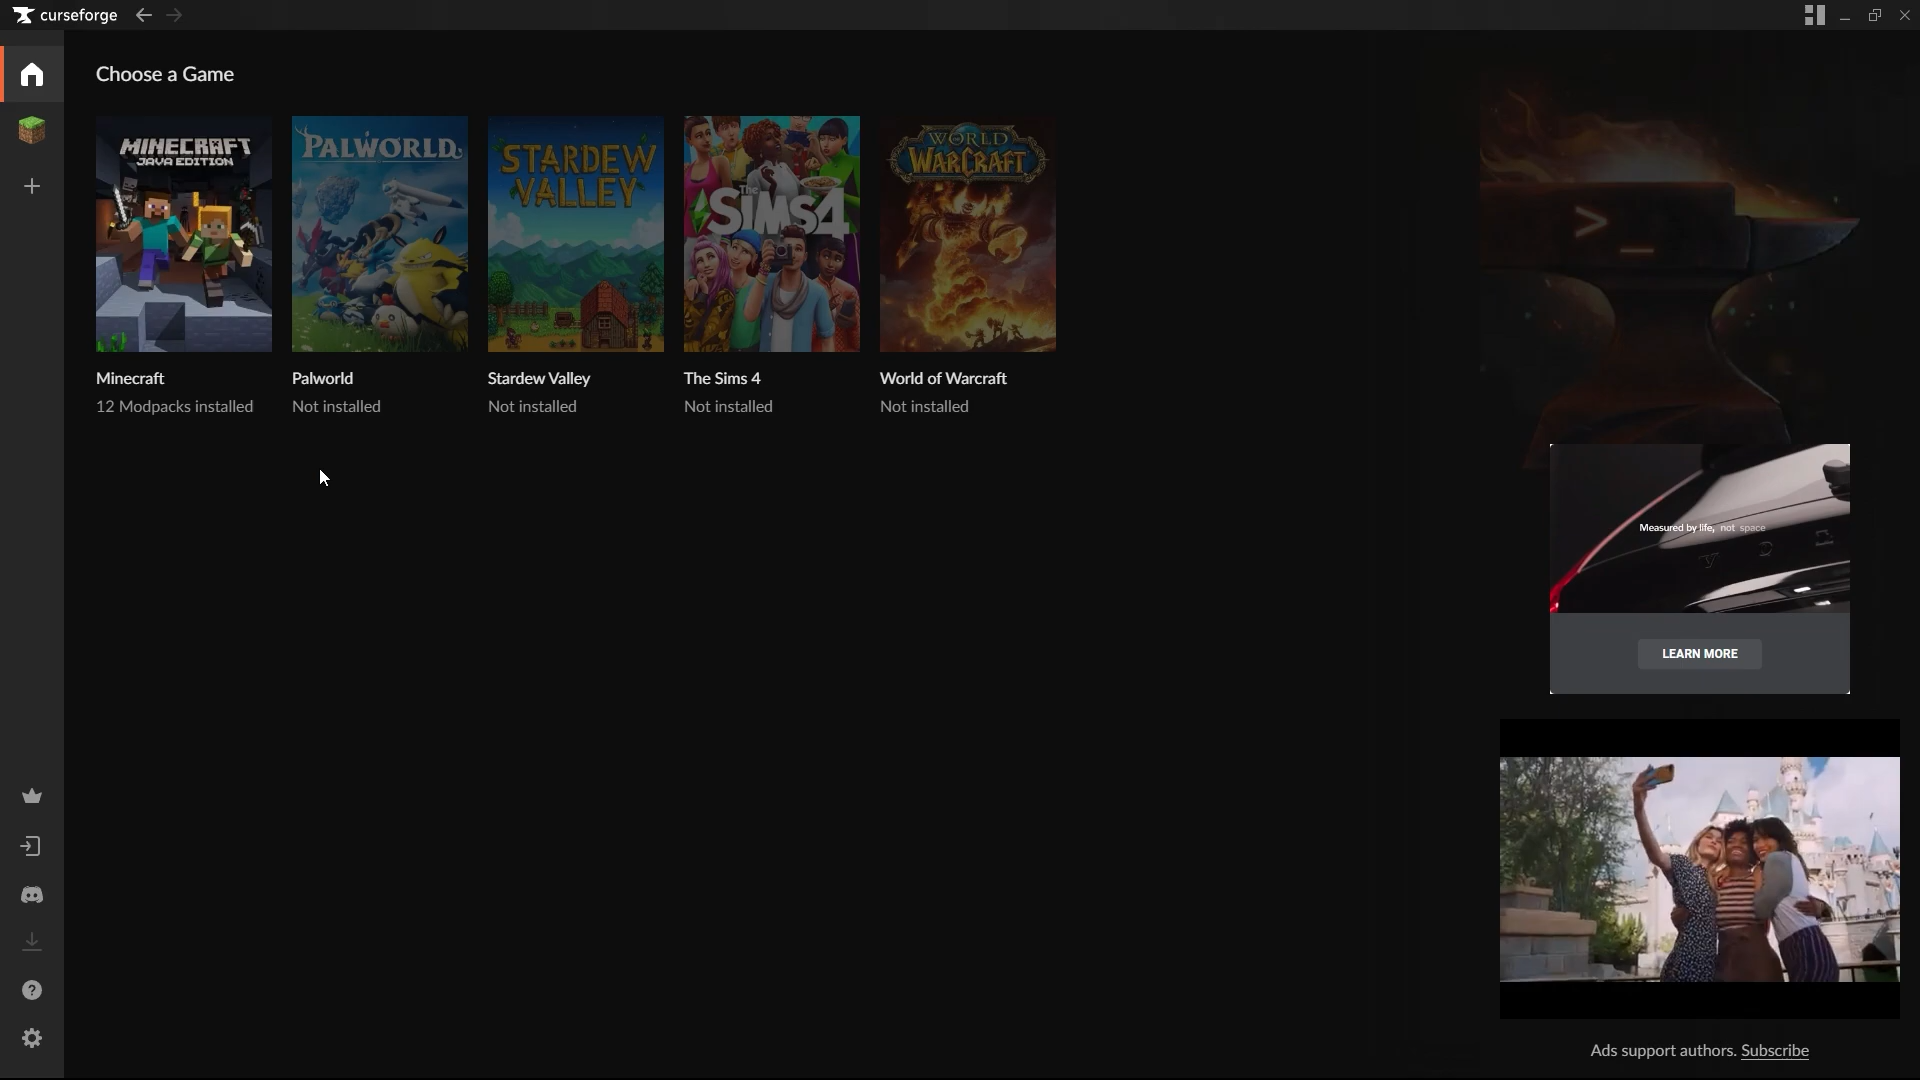 curseforge
Choose a Game
MINECRAFT
JAVA EDITION
PALWORLD
STARDEW
VALLEY
The
SIMS4
WORLD
OF
WARCRAFT
Minecraft
12 Modpacks installed
Palworld
Not installed
Stardew Valley
Not installed
The Sims 4
Not installed
World of Warcraft
Not installed
>_
Measured by life, not space
LEARN MORE
Ads support authors. Subscribe